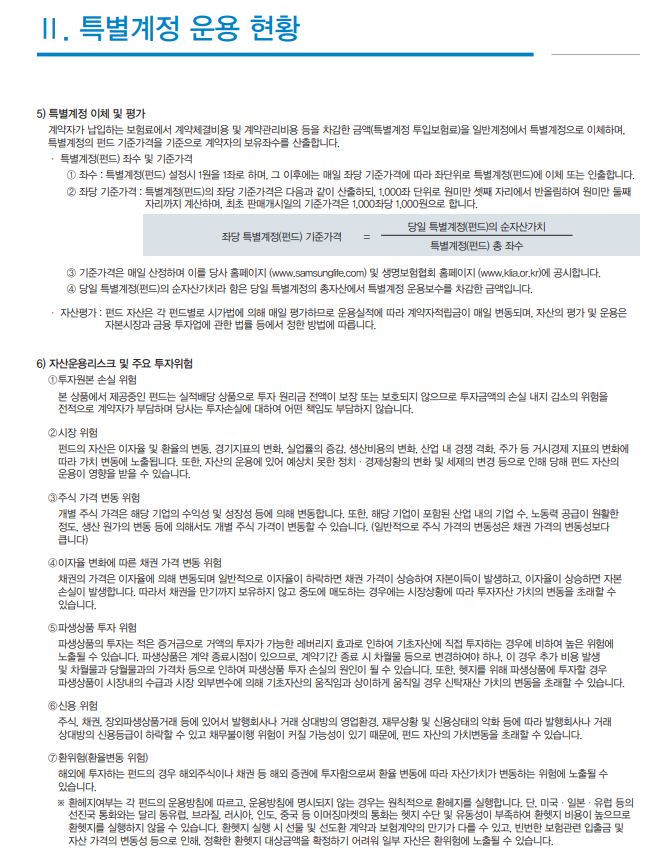 Ⅱ. 특별계정 운용 현황
5) 특별계정 이체 및 평가
계약자가 납입하는 보험료에서 계약체결비용 및 계약관리비용 등을 차감한 금액(특별계정 투입보험료)을 일반계정에서 특별계정으로 이체하며,
특별계정의 펀드 기준가격을 기준으로 계약자의 보유좌수를 산출합니다.
· 특별계정(펀드) 좌수 및 기준가격
① 좌수 : 특별계정(펀드) 설정시 1원을 1좌로 하며, 그 이후에는 매일 좌당 기준가격에 따라 좌단위로 특별계정(펀드)에 이체 또는 인출합니다.
② 좌당 기준가격 : 특별계정(펀드)의 좌당 기준가격은 다음과 같이 산출하되, 1,000좌 단위로 원미만 셋째 자리에서 반올림하여 원미만 둘째
자리까지 계산하며, 최초 판매개시일의 기준가격은 1,000좌당 1,000원으로 합니다.
당일 특별계정(펀드)의 순자산가치
좌당 특별계정(펀드) 기준가격 =
특별계정(펀드) 총 좌수
③ 기준가격은 매일 산정하며 이를 당사 홈페이지 (www.samsunglife.com) 및 생명보험협회 홈페이지 (www.klia.or.kr)에 공시합니다.
④ 당일 특별계정(펀드)의 순자산가치라 함은 당일 특별계정의 총자산에서 특별계정 운용보수를 차감한 금액입니다.
· 자산평가 : 펀드 자산은 각 펀드별로 시가법에 의해 매일 평가하므로 운용실적에 따라 계약자적립금이 매일 변동되며, 자산의 평가 및 운용은
자본시장과 금융 투자업에 관한 법률 등에서 정한 방법에 따릅니다.
6) 자산운용리스크 및 주요 투자위험
①투자원본 손실 위험
본 상품에서 제공중인 펀드는 실적배당 상품으로 투자 원리금 전액이 보장 또는 보호되지 않으므로 투자금액의 손실 내지 감소의 위험을
전적으로 계약자가 부담하며 당사는 투자손실에 대하여 어떤 책임도 부담하지 않습니다.
②시장 위험
펀드의 자산은 이자율 및 환율의 변동, 경기지표의 변화, 실업률의 증감, 생산비용의 변화, 산업 내 경쟁 격화, 주가 등 거시경제 지표의 변화에
따라 가치 변동에 노출됩니다. 또한, 자산의 운용에 있어 예상치 못한 정치 · 경제상황의 변화 및 세제의 변경 등으로 인해 당해 펀드 자산의
운용이 영향을 받을 수 있습니다.
③주식 가격 변동 위험
개별 주식 가격은 해당 기업의 수익성 및 성장성 등에 의해 변동합니다. 또한, 해당 기업이 포함된 산업 내의 기업 수, 노동력 공급이 원활한
정도, 생산 원가의 변동 등에 의해서도 개별 주식 가격이 변동할 수 있습니다. (일반적으로 주식 가격의 변동성은 채권 가격의 변동성보다
큽니다)
④이자율 변화에 따른 채권 가격 변동 위험
채권의 가격은 이자율에 의해 변동되며 일반적으로 이자율이 하락하면 채권 가격이 상승하여 자본이득이 발생하고, 이자율이 상승하면 자본
손실이 발생합니다. 따라서 채권을 만기까지 보유하지 않고 중도에 매도하는 경우에는 시장상황에 따라 투자자산 가치의 변동을 초래할 수
있습니다.
⑤파생상품 투자 위험
파생상품의 투자는 적은 증거금으로 거액의 투자가 가능한 레버리지 효과로 인하여 기초자산에 직접 투자하는 경우에 비하여 높은 위험에
노출될 수 있습니다. 파생상품은 계약 종료시점이 있으므로, 계약기간 종료 시 차월물 등으로 변경하여야 하나, 이 경우 추가 비용 발생
및 차월물과 당월물과의 가격차 등으로 인하여 파생상품 투자 손실의 원인이 될 수 있습니다. 또한, 헷지를 위해 파생상품에 투자할 경우
파생상품이 시장내의 수급과 시장 외부변수에 의해 기초자산의 움직임과 상이하게 움직일 경우 신탁재산 가치의 변동을 초래할 수 있습니다.
⑥신용 위험
주식, 채권, 장외파생상품거래 등에 있어서 발행회사나 거래 상대방의 영업환경, 재무상황 및 신용상태의 악화 등에 따라 발행회사나 거래
상대방의 신용등급이 하락할 수 있고 채무불이행 위험이 커질 가능성이 있기 때문에, 펀드 자산의 가치변동을 초래할 수 있습니다.
⑦환위험(환율변동 위험)
해외에 투자하는 펀드의 경우 해외주식이나 채권 등 해외 증권에 투자함으로써 환율 변동에 따라 자산가치가 변동하는 위험에 노출될 수
있습니다.
※ 환헤지여부는 각 펀드의 운용방침에 따르고, 운용방침에 명시되지 않는 경우는 원칙적으로 환헤지를 실행합니다. 단, 미국 · 일본 · 유럽 등의
선진국 통화와는 달리 동유럽, 브라질, 러시아, 인도, 중국 등 이머징마켓의 통화는 헷지 수단 및 유동성이 부족하여 환헷지 비용이 높으므로
환헷지를 실행하지 않을 수 있습니다. 환헷지 실행 시 선물 및 선도환 계약과 보험계약의 만기가 다를 수 있고, 빈번한 보험관련 입출금 및
자산 가격의 변동성 등으로 인해, 정확한 환헷지 대상금액을 확정하기 어려워 일부 자산은 환위험에 노출될 수 있습니다.